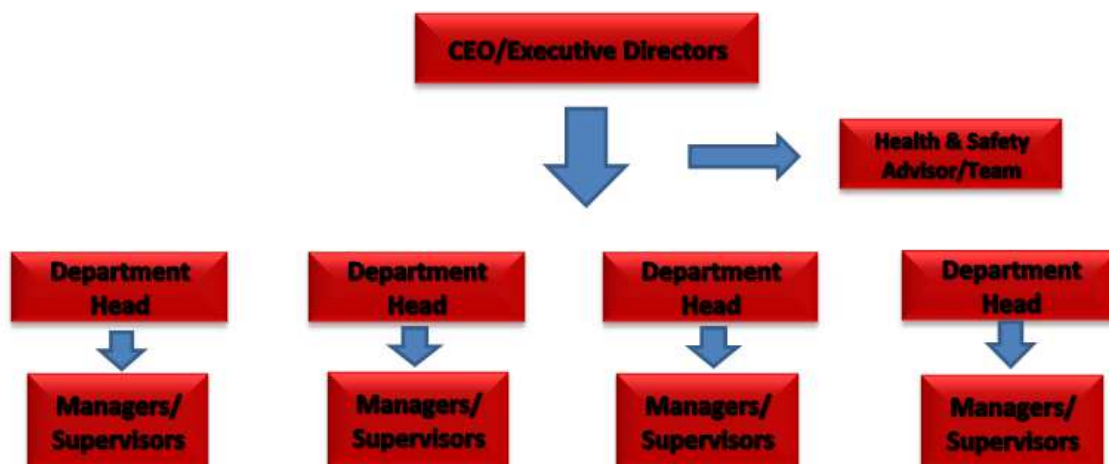 CEO/Executive Directors
Health & Safety
Advisor/Team
Department
Head
Department
Head
Department
Head
Department
Head
Managers/
Supervisors
Managers/
Supervisors
Managers/
Supervisors
Managers/
Supervisors